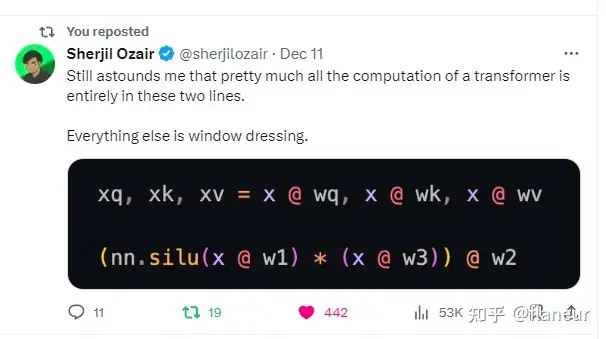 You reposted
Sherjil Ozair @sherjilozair · Dec 11
Still astounds me that pretty much all the computation of a transformer is
entirely in these two lines.
Everything else is window dressing.
xq, xk, xv = x @ wq, x @ wk, x @ wv
(nn.silu(x @ w1) * (x @ w3)) @ w2
11 19 442 53K
知乎 @flaneur